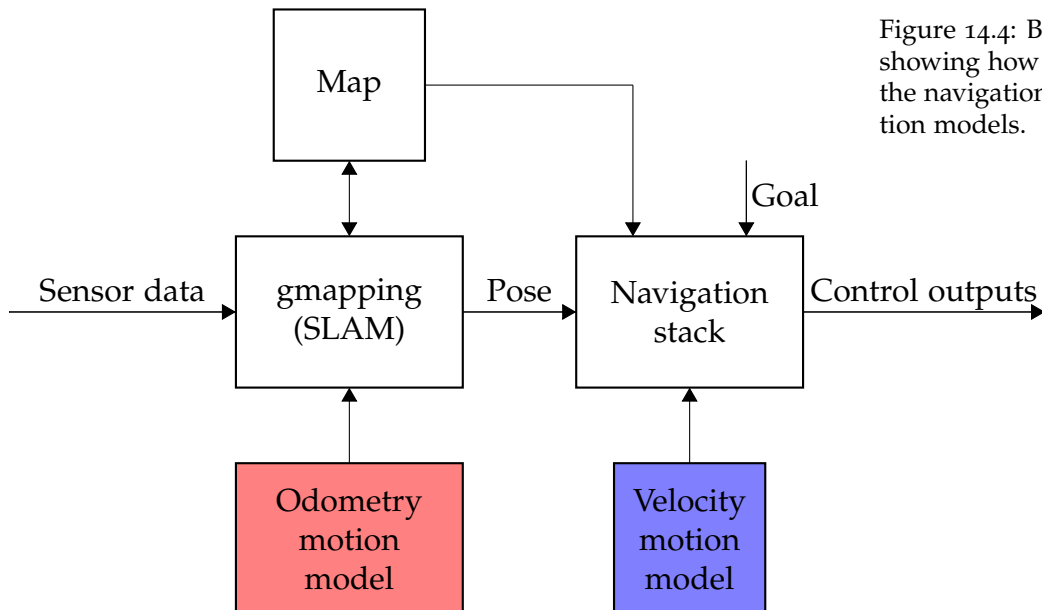 Map
Figure 14.4: B
showing how
the navigation
tion models.
Goal
Sensor data
gmapping
(SLAM)
Pose
Navigation
stack
Control outputs
Odometry
motion
model
Velocity
motion
model